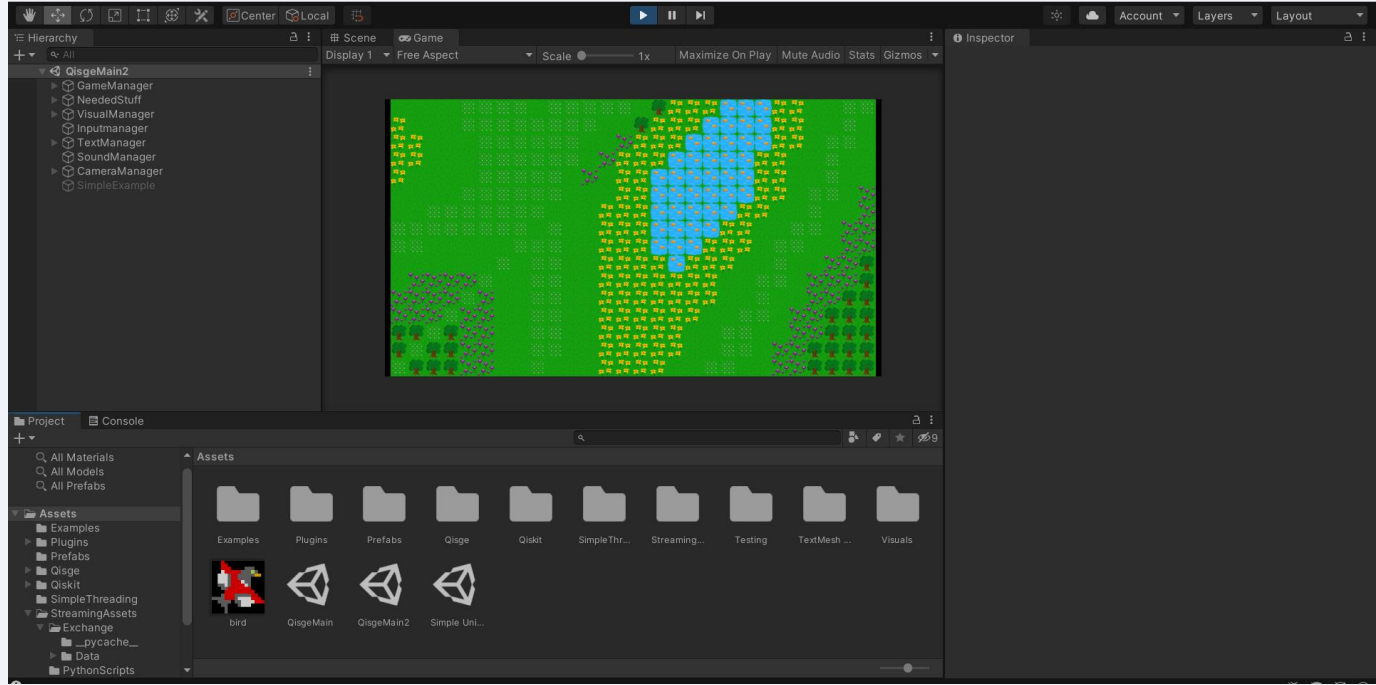 Center Local Account Layers Layout
Hierarchy Scene Game Inspector
All Display 1 Free Aspect Scale 1x Maximize On Play Mute Audio Stats Gizmos
QisgeMain2
GameManager
NeededStuff
VisualManager
Inputmanager
TextManager
SoundManager
CameraManager
SimpleExample
Project Console
9
All Materials
All Models
All Prefabs
Assets
Examples
Plugins
Prefabs
Qisge
Qiskit
SimpleThreading
StreamingAssets
Exchange
__pycache__
Data
PythonScripts
Assets
Examples Plugins Prefabs Qisge Qiskit SimpleThr... Streaming... Testing TextMesh ... Visuals
bird QisgeMain QisgeMain2 Simple Uni...